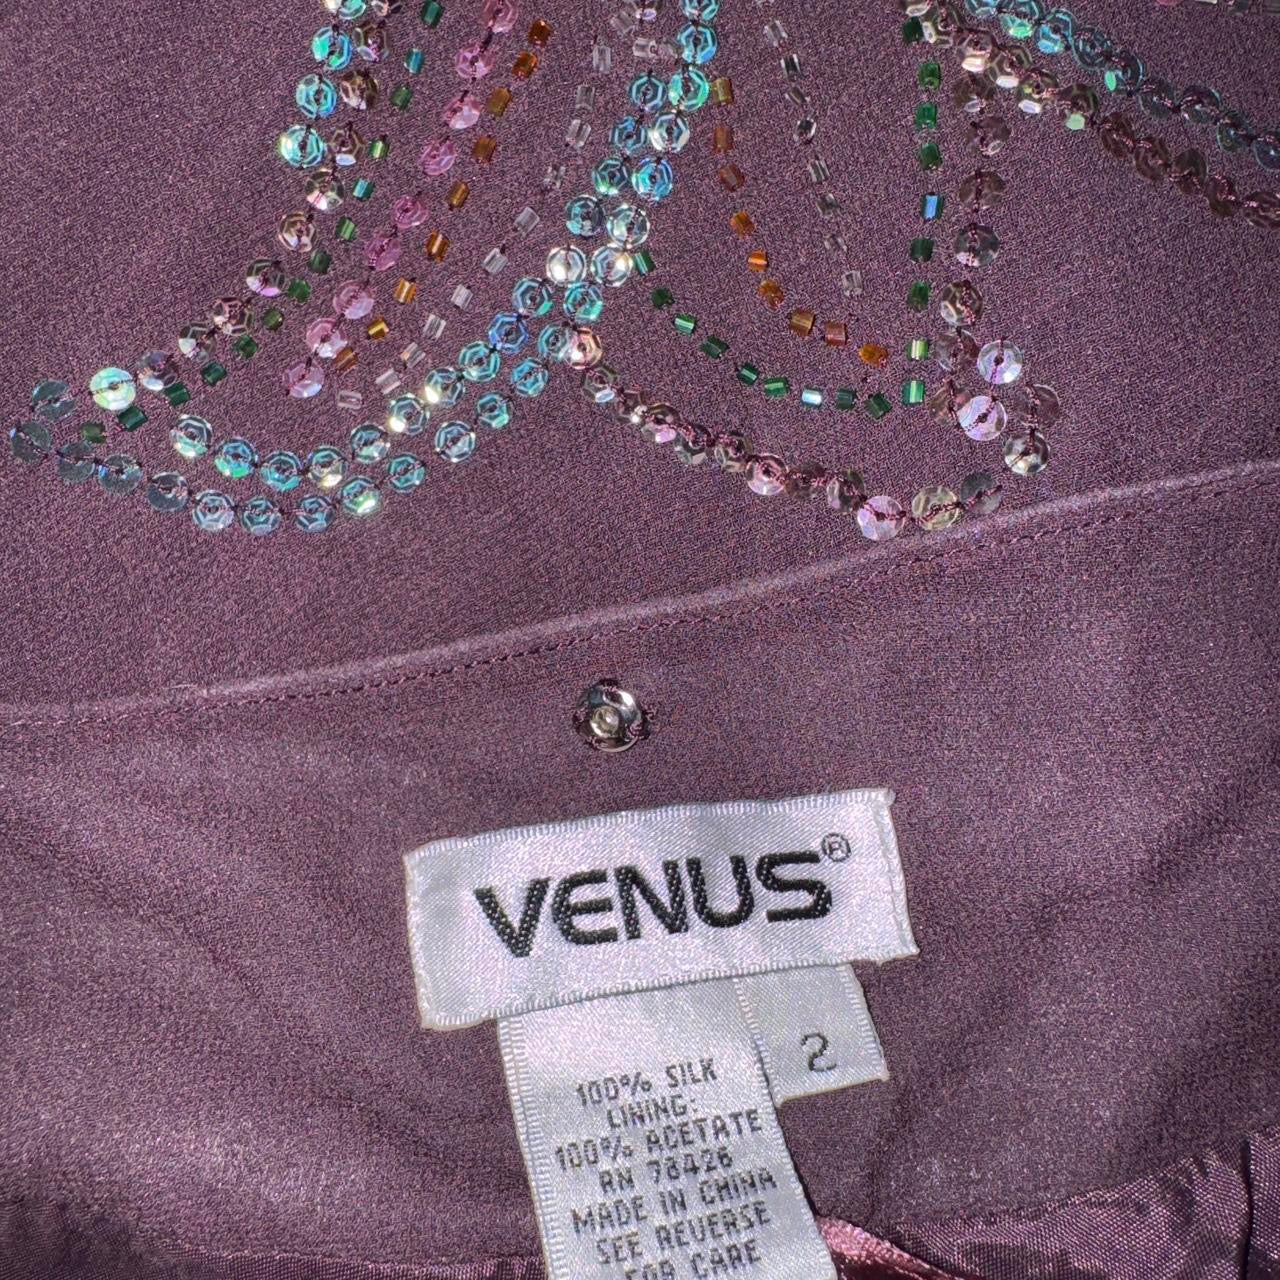 VENUS®
2
100% SILK
LINING:
100% ACETATE
RN 78426
MADE IN CHINA
SEE REVERSE
FOR CARE